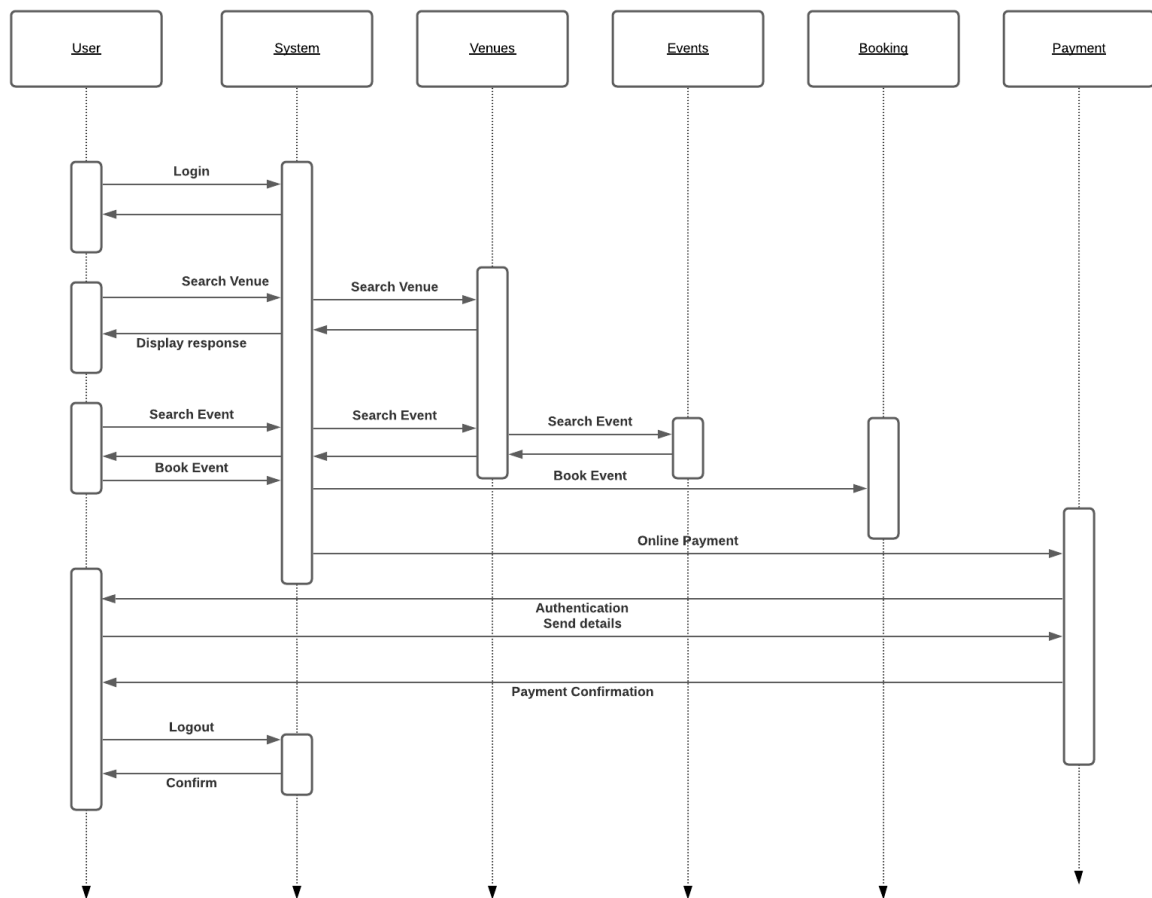 User
System
Venues
Events
Booking
Payment
Login
Search Venue
Search Venue
Display response
Search Event
Search Event
Search Event
Book Event
Book Event
Online Payment
Authentication
Send details
Payment Confirmation
Logout
Confirm